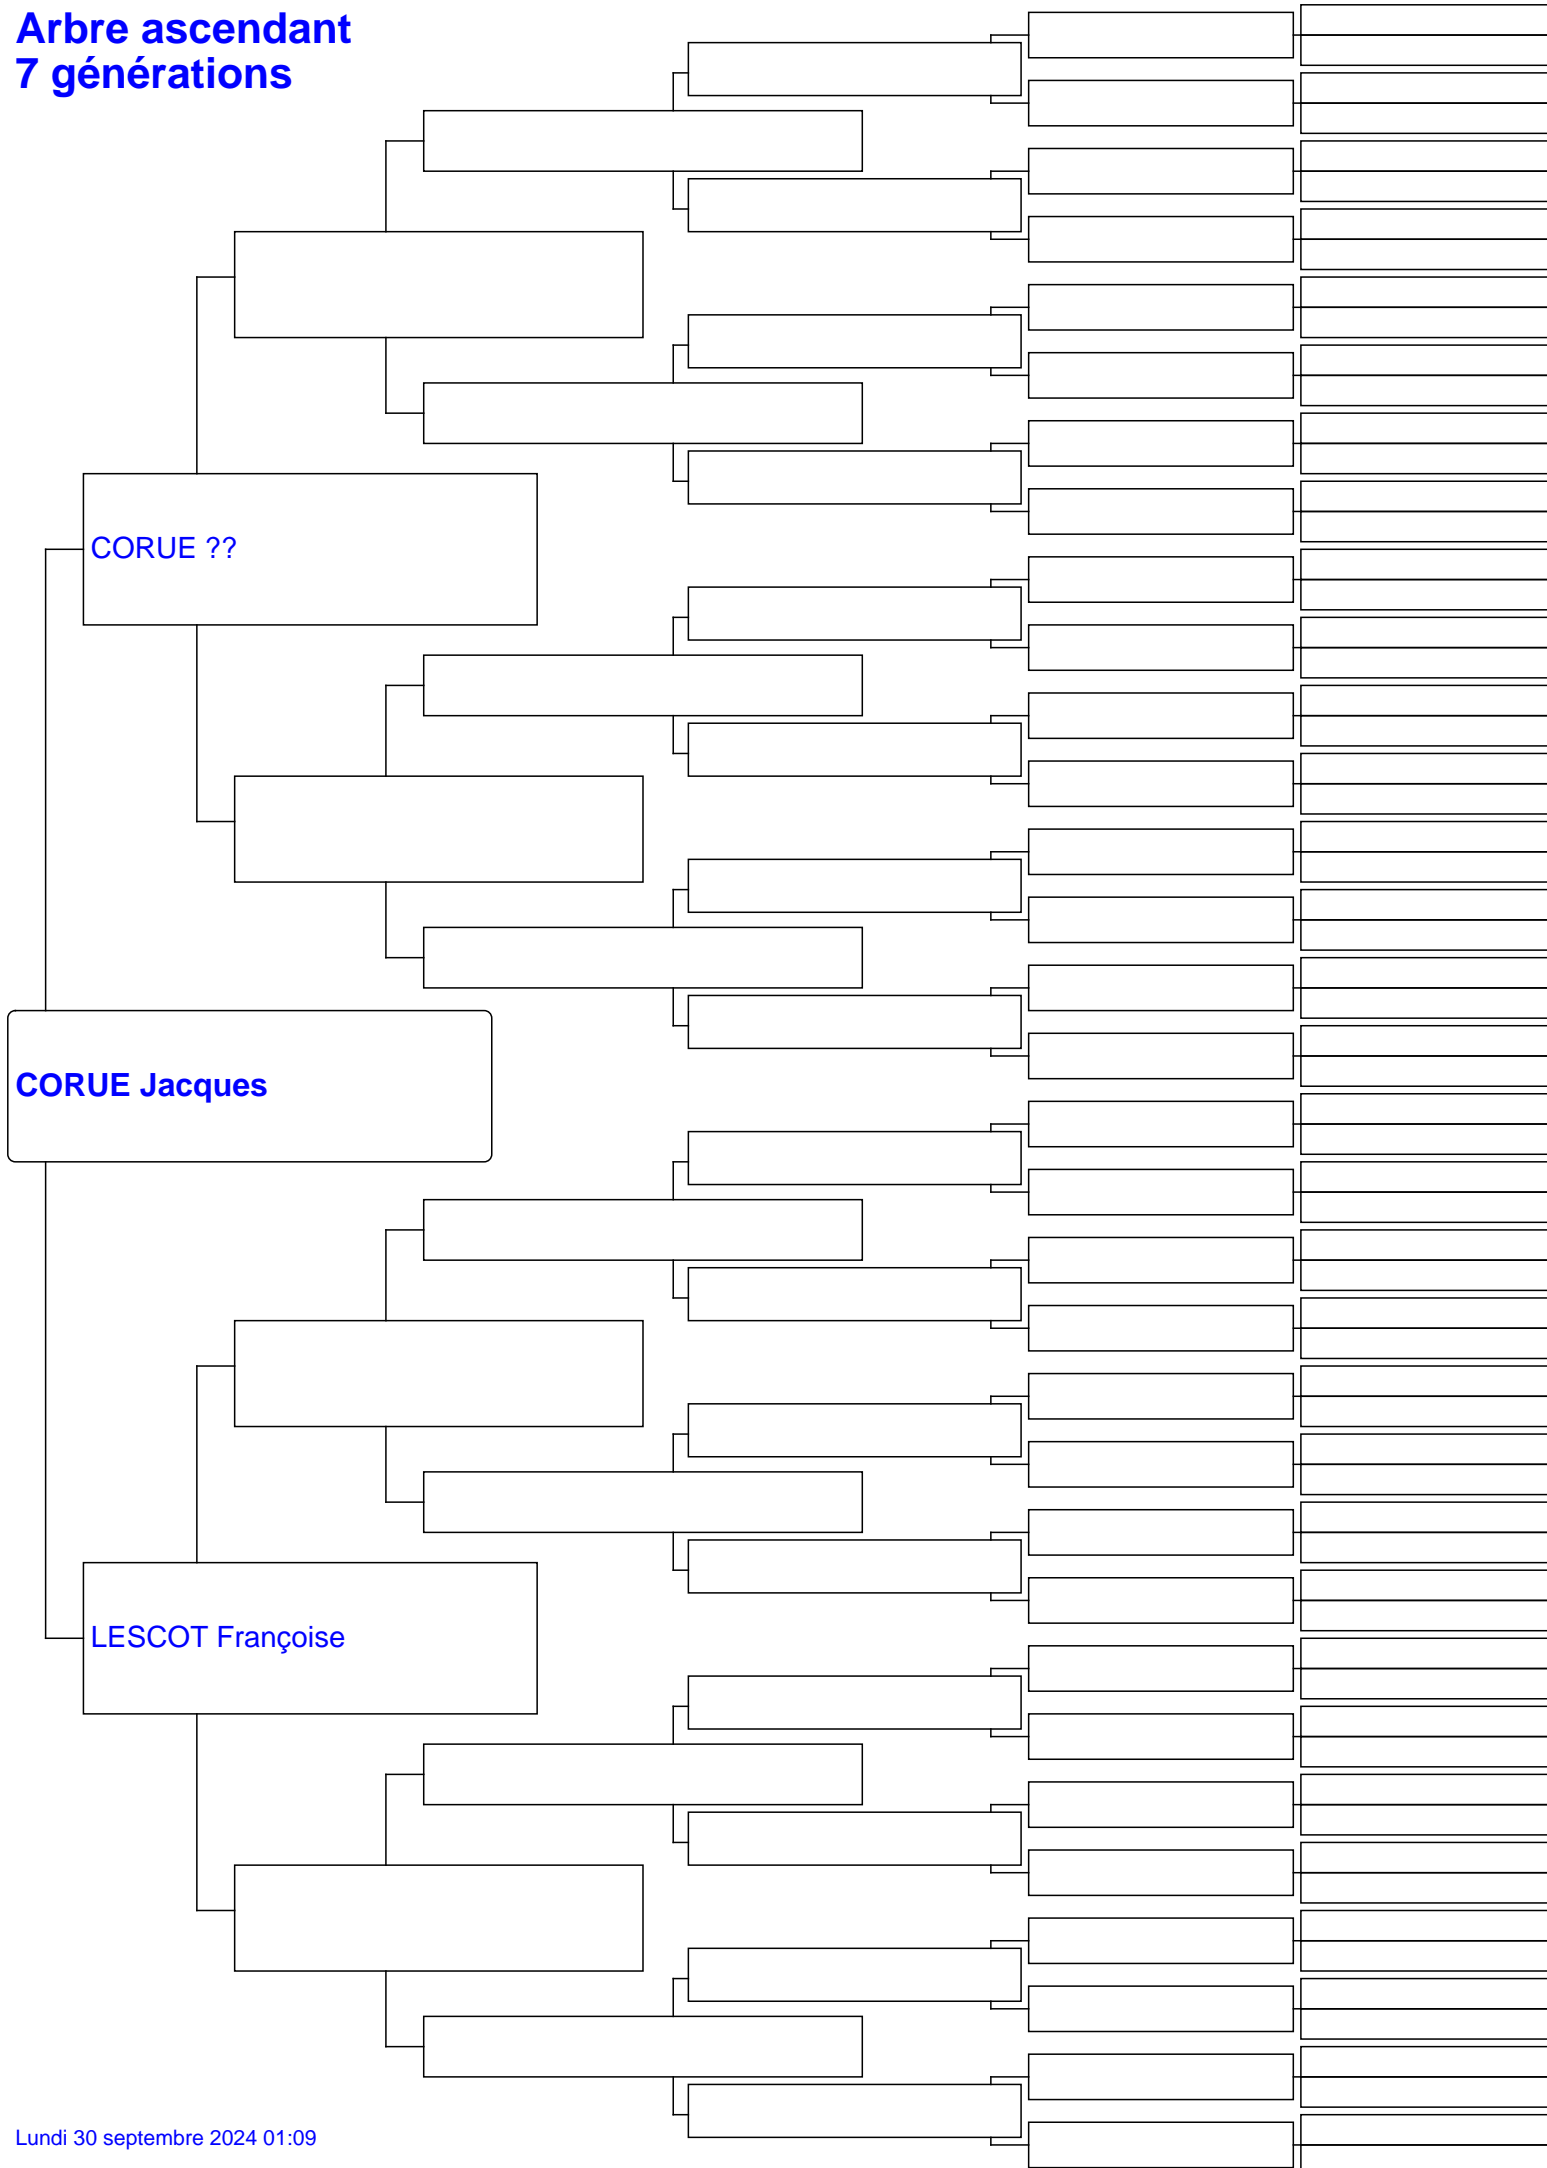 Arbre ascendant
7 générations
CORUE ??
CORUE Jacques
LESCOT Françoise
Lundi 30 septembre 2024 01:09